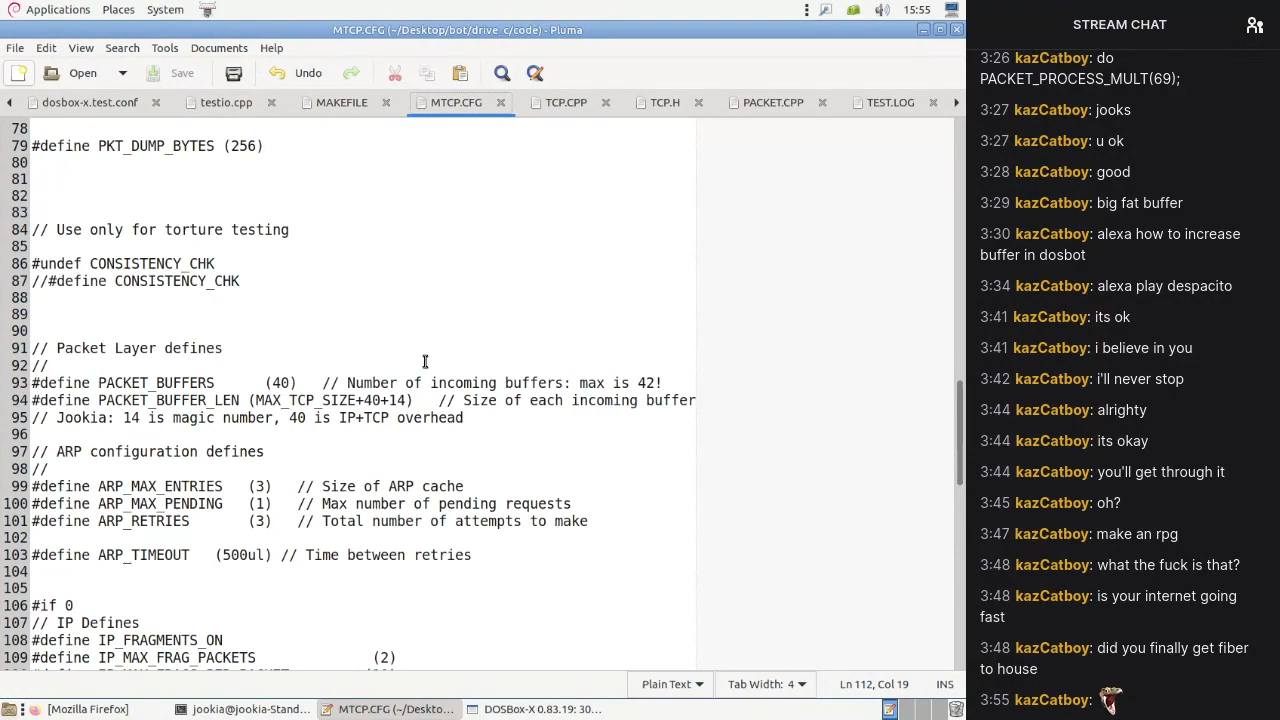 Applications Places System 15:55
MTCP.CFG (~/Desktop/bot/drive_c/code) - Pluma
File Edit View Search Tools Documents Help
Open Save Undo
dosbox-x.test.conf testio.cpp MAKEFILE MTCP.CFG TCP.CPP TCP.H PACKET.CPP TEST.LOG
78
79 #define PKT_DUMP_BYTES (256)
80
81
82
83
84 // Use only for torture testing
85
86 #undef CONSISTENCY_CHK
87 //#define CONSISTENCY_CHK
88
89
90
91 // Packet Layer defines
92 //
93 #define PACKET_BUFFERS      (40)   // Number of incoming buffers: max is 42!
94 #define PACKET_BUFFER_LEN (MAX_TCP_SIZE+40+14)   // Size of each incoming buffer
95 // Jookia: 14 is magic number, 40 is IP+TCP overhead
96
97 // ARP configuration defines
98 //
99 #define ARP_MAX_ENTRIES   (3)   // Size of ARP cache
100 #define ARP_MAX_PENDING   (1)   // Max number of pending requests
101 #define ARP_RETRIES       (3)   // Total number of attempts to make
102
103 #define ARP_TIMEOUT   (500ul) // Time between retries
104
105
106 #if 0
107 // IP Defines
108 #define IP_FRAGMENTS_ON
109 #define IP_MAX_FRAG_PACKETS              (2)
Plain Text Tab Width: 4 Ln 112, Col 19 INS
[Mozilla Firefox] jookia@jookia-Stand... MTCP.CFG (~/Deskto... DOSBox-X 0.83.19: 30...
STREAM CHAT
3:26 kazCatboy: do
PACKET_PROCESS_MULT(69);
3:27 kazCatboy: jooks
3:27 kazCatboy: u ok
3:28 kazCatboy: good
3:29 kazCatboy: big fat buffer
3:30 kazCatboy: alexa how to increase
buffer in dosbot
3:34 kazCatboy: alexa play despacito
3:41 kazCatboy: its ok
3:41 kazCatboy: i believe in you
3:42 kazCatboy: i'll never stop
3:44 kazCatboy: alrighty
3:44 kazCatboy: its okay
3:44 kazCatboy: you'll get through it
3:45 kazCatboy: oh?
3:47 kazCatboy: make an rpg
3:48 kazCatboy: what the fuck is that?
3:48 kazCatboy: is your internet going
fast
3:48 kazCatboy: did you finally get fiber
to house
3:55 kazCatboy: